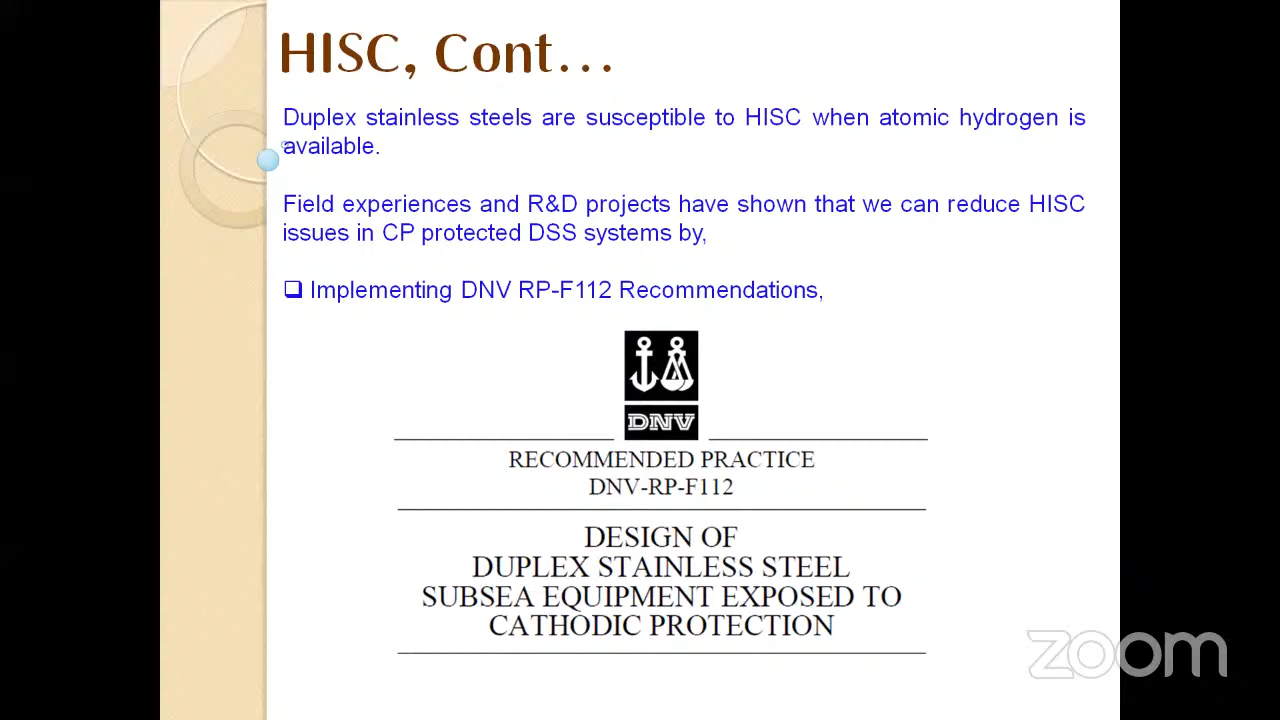 HISC, Cont...
Duplex stainless steels are susceptible to HISC when atomic hydrogen is
available.
Field experiences and R&D projects have shown that we can reduce HISC
issues in CP protected DSS systems by,
Implementing DNV RP-F112 Recommendations,
DNV
RECOMMENDED PRACTICE
DNV-RP-F112
DESIGN OF
DUPLEX STAINLESS STEEL
SUBSEA EQUIPMENT EXPOSED TO
CATHODIC PROTECTION
zoom